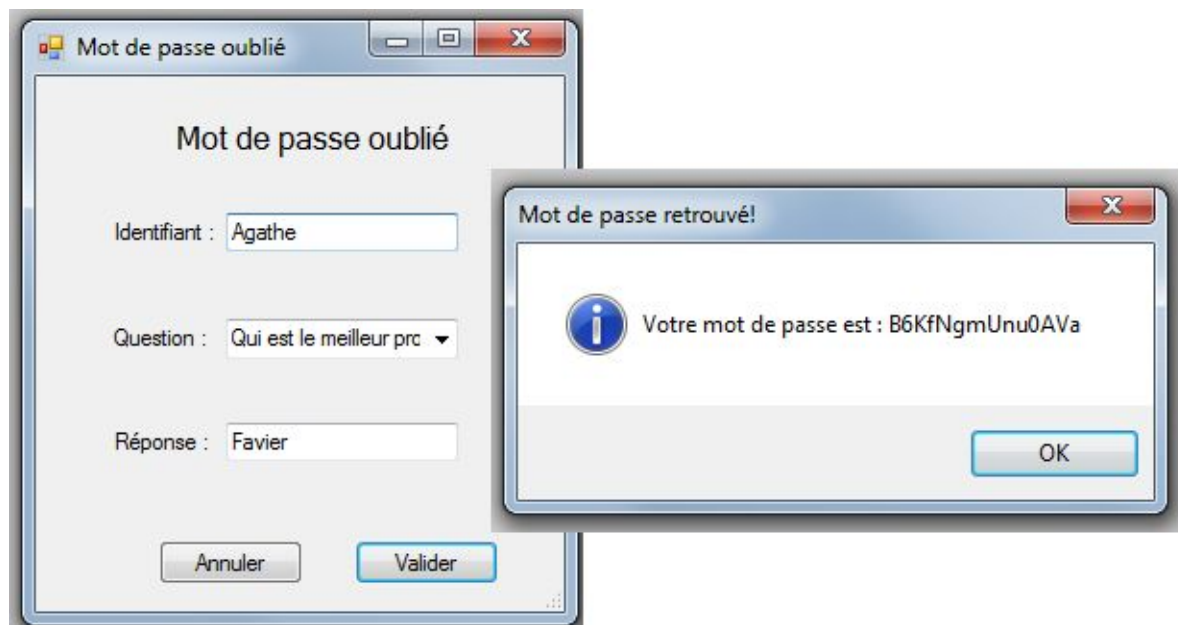 Mot de passe oublié
Mot de passe oublié
Identifiant : Agathe
Question : Qui est le meilleur prc
Réponse : Favier
Annuler Valider
Mot de passe retrouvé!
Votre mot de passe est : B6KfNgmUnu0AVa
OK